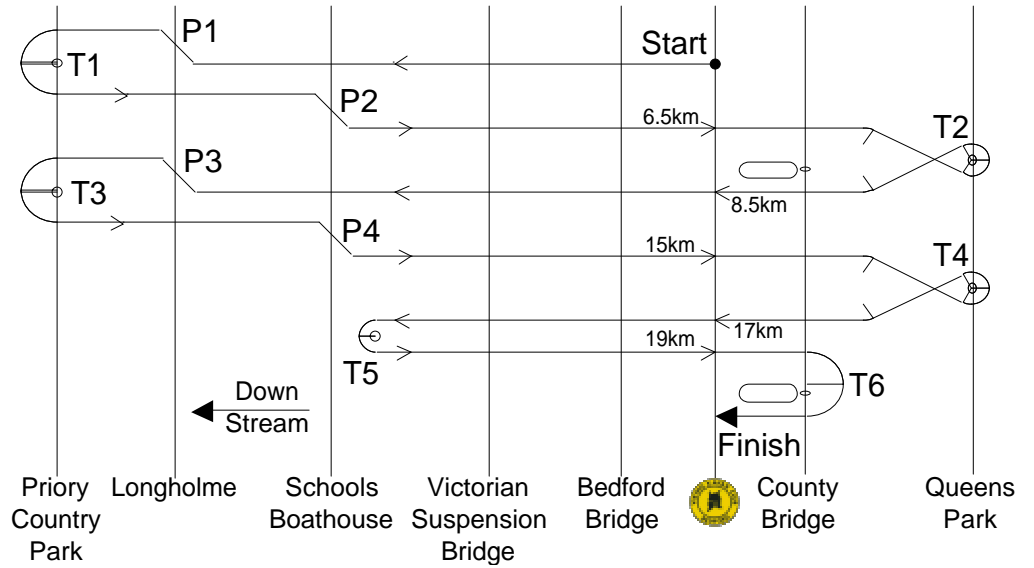 P1
Start
T1
P2
6.5km
T2
P3
T3
8.5km
P4
15km
T4
17km
19km
T5
T6
Down
Stream
Finish
Priory
Country
Park
Longholme
Schools
Boathouse
Victorian
Suspension
Bridge
Bedford
Bridge
County
Bridge
Queens
Park